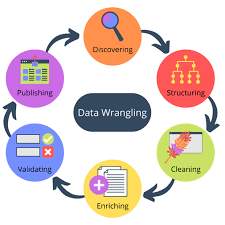 Discovering
Structuring
Cleaning
Enriching
Validating
Publishing
Data Wrangling